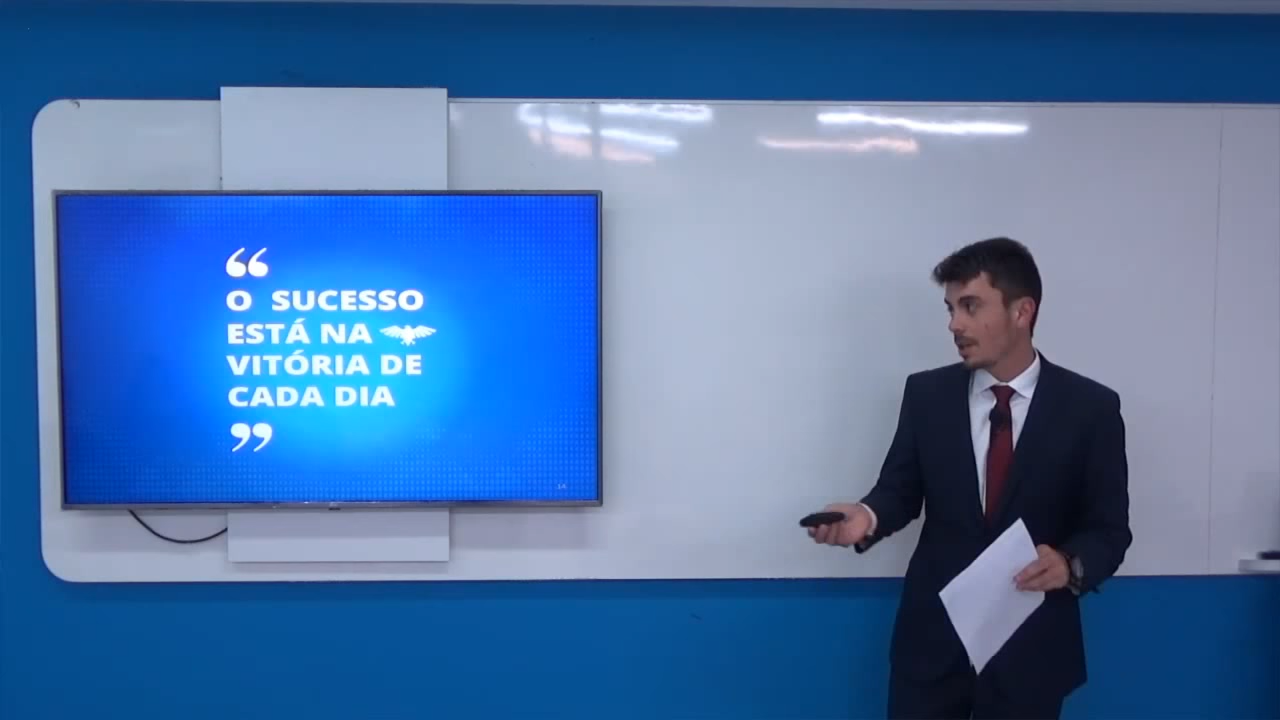 “
O SUCESSO
ESTÁ NA
VITÓRIA DE
CADA DIA
”